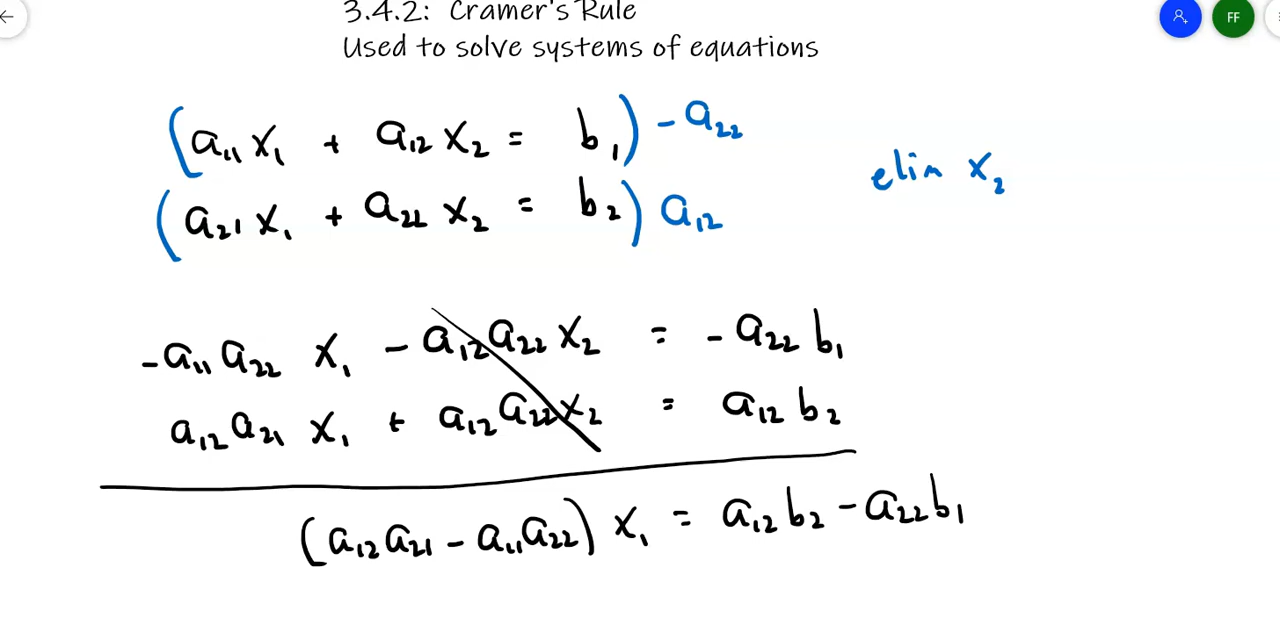 FF
3.4.2: Cramer's Rule
Used to solve systems of equations
(a₁₁ x₁ + a₁₂ x₂ = b₁) - a₂₂
elim x₂
(a₂₁ x₁ + a₂₂ x₂ = b₂) a₁₂
-a₁₁ a₂₂ x₁ - a₁₂ a₂₂ x₂ = - a₂₂ b₁
a₁₂ a₂₁ x₁ + a₁₂ a₂₂ x₂ = a₁₂ b₂
(a₁₂ a₂₁ - a₁₁ a₂₂) x₁ = a₁₂ b₂ - a₂₂ b₁